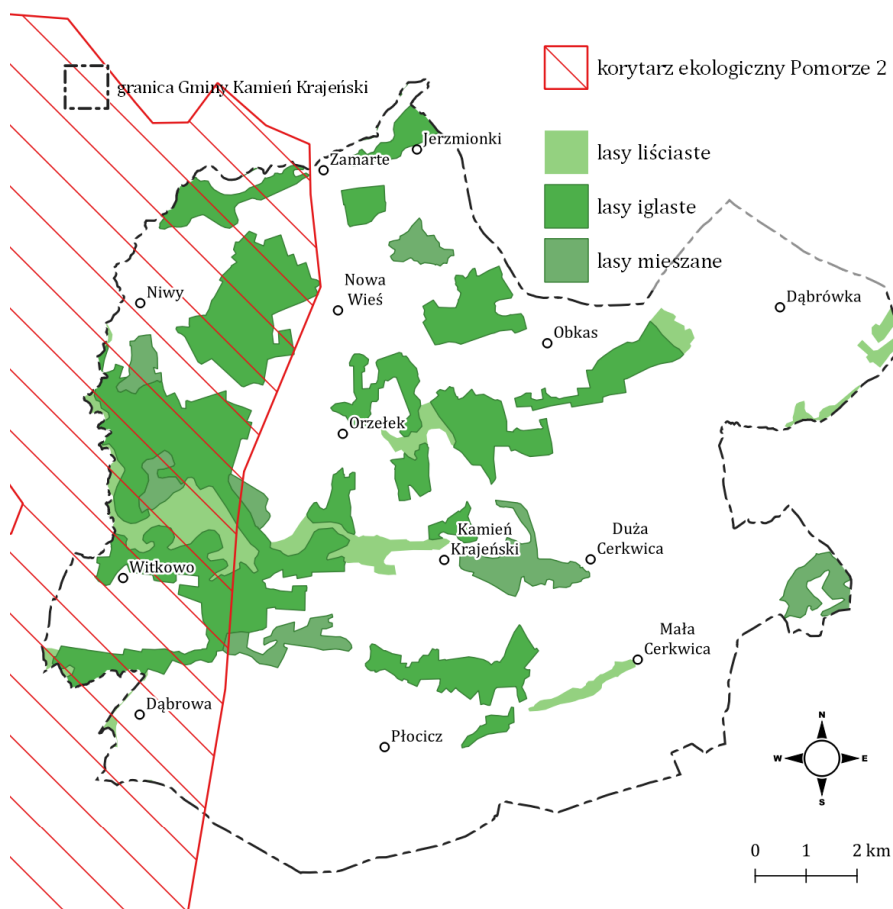 korytarz ekologiczny Pomorze 2
granica Gminy Kamień Krajeński
lasy liściaste
lasy iglaste
lasy mieszane
Jerzmionki
Zamarte
Niwy
Nowa
Wieś
Dąbrówka
Obkas
Orzełek
Kamień
Krajeński
Duża
Cerkwica
Witkowo
Mała
Cerkwica
Dąbrowa
Płocicz
N
W
E
S
0
1
2 km